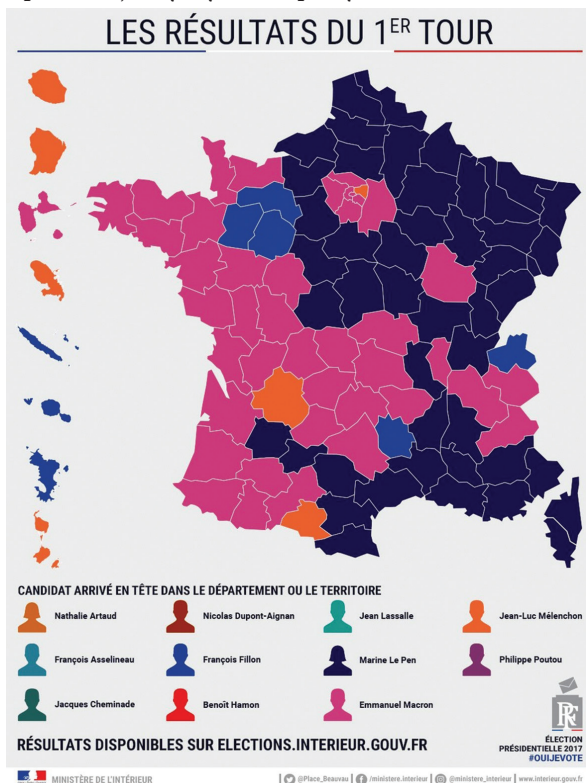 LES RÉSULTATS DU 1ER TOUR
CANDIDAT ARRIVÉ EN TÊTE DANS LE DÉPARTEMENT OU LE TERRITOIRE
Nathalie Artaud
Nicolas Dupont-Aignan
Jean Lassalle
Jean-Luc Mélenchon
François Asselineau
François Fillon
Marine Le Pen
Philippe Poutou
Jacques Cheminade
Benoît Hamon
Emmanuel Macron
RÉSULTATS DISPONIBLES SUR ELECTIONS.INTERIEUR.GOUV.FR
ÉLECTION
PRÉSIDENTIELLE 2017
#OUIJEVOTE
MINISTÈRE DE L'INTÉRIEUR
@Place_Beauvau | /ministere.interieur | @ministere_interieur | www.interieur.gouv.fr